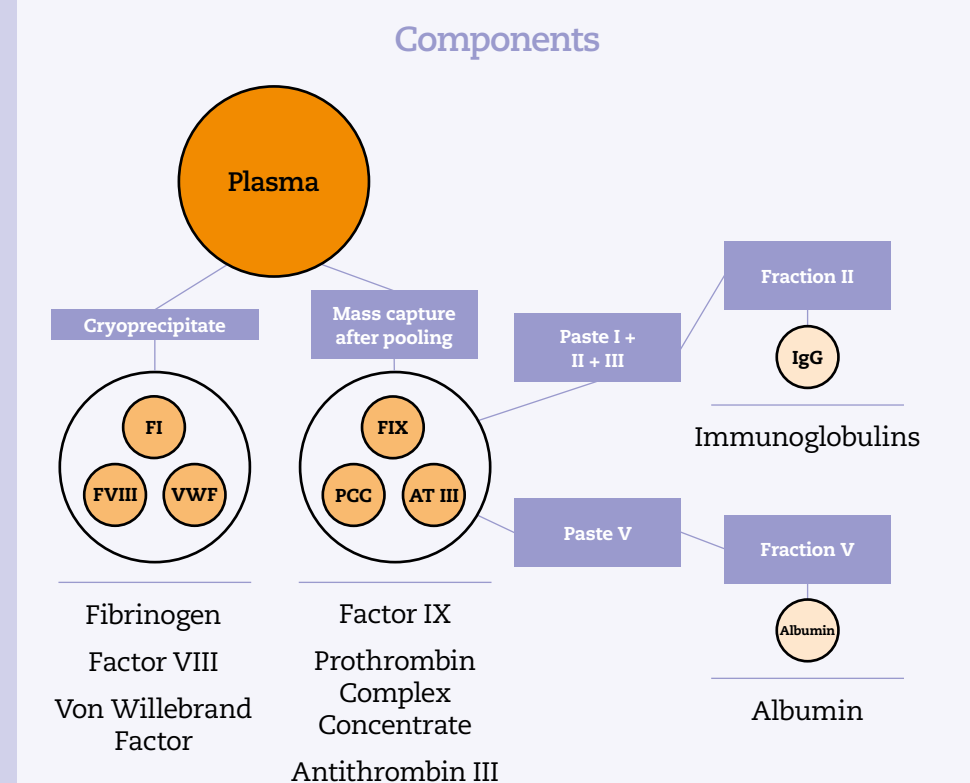 Components
Plasma
Cryoprecipitate
FI
FVIII
VWF
Fibrinogen
Factor VIII
Von Willebrand
Factor
Mass capture
after pooling
FIX
PCC
AT III
Factor IX
Prothrombin
Complex
Concentrate
Antithrombin III
Paste I +
II + III
Fraction II
IgG
Immunoglobulins
Paste V
Fraction V
Albumin
Albumin